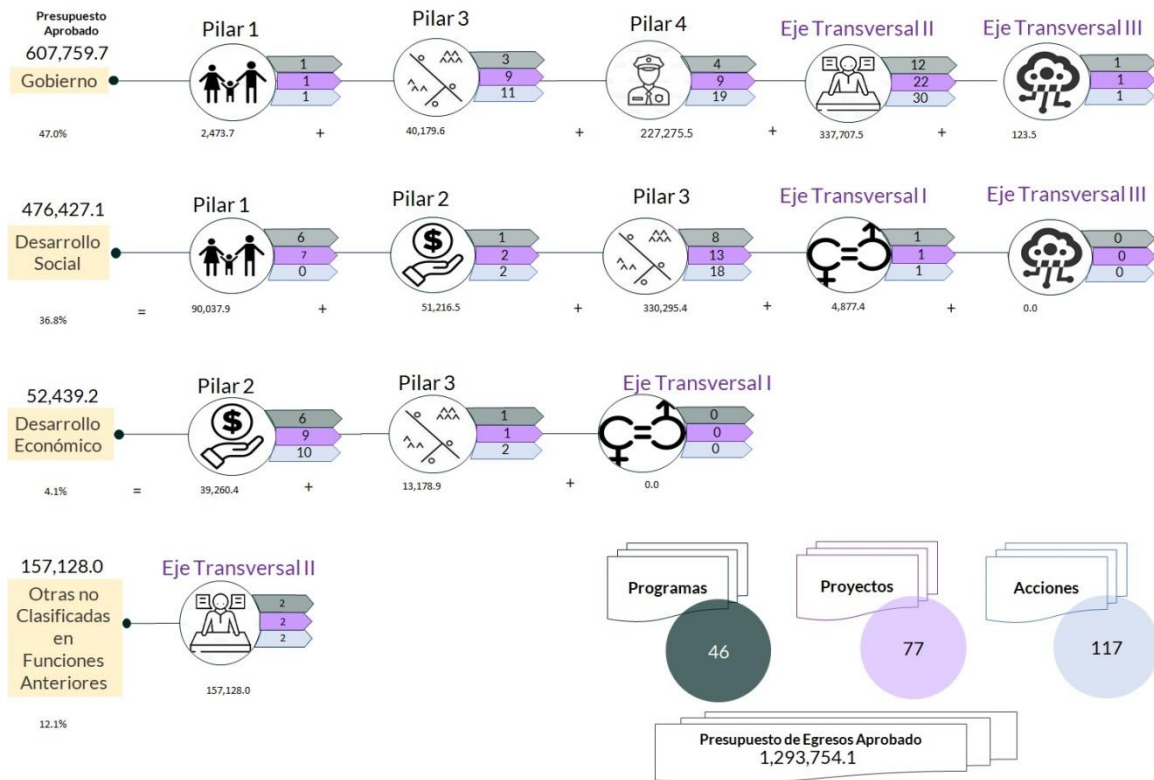 Presupuesto
Aprobado
607,759.7
Gobierno
47.0%
Pilar 1
1
1
1
2,473.7
+
Pilar 3
3
9
11
40,179.6
+
Pilar 4
4
9
19
227,275.5
+
Eje Transversal II
12
22
30
337,707.5
+
Eje Transversal III
1
1
1
123.5
476,427.1
Desarrollo
Social
36.8%
=
Pilar 1
6
7
0
90,037.9
+
Pilar 2
$
1
2
2
51,216.5
+
Pilar 3
8
13
18
330,295.4
+
Eje Transversal I
1
1
1
4,877.4
+
Eje Transversal III
0
0
0
0.0
52,439.2
Desarrollo
Económico
4.1%
=
Pilar 2
$
6
9
10
39,260.4
+
Pilar 3
1
1
2
13,178.9
+
Eje Transversal I
0
0
0
0.0
157,128.0
Otras no
Clasificadas
en
Funciones
Anteriores
12.1%
Eje Transversal II
2
2
2
157,128.0
Programas
46
Proyectos
77
Acciones
117
Presupuesto de Egresos Aprobado
1,293,754.1